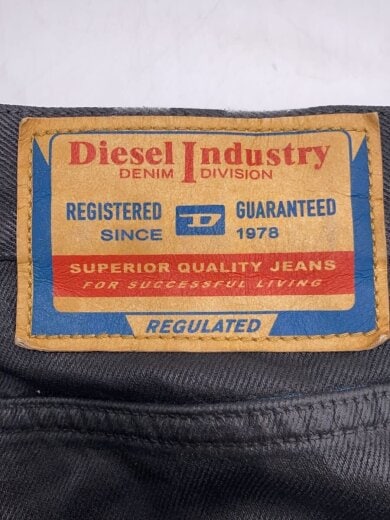 Diesel Industry
DENIM DIVISION
REGISTERED D GUARANTEED
SINCE 1978
SUPERIOR QUALITY JEANS
FOR SUCCESSFUL LIVING
REGULATED